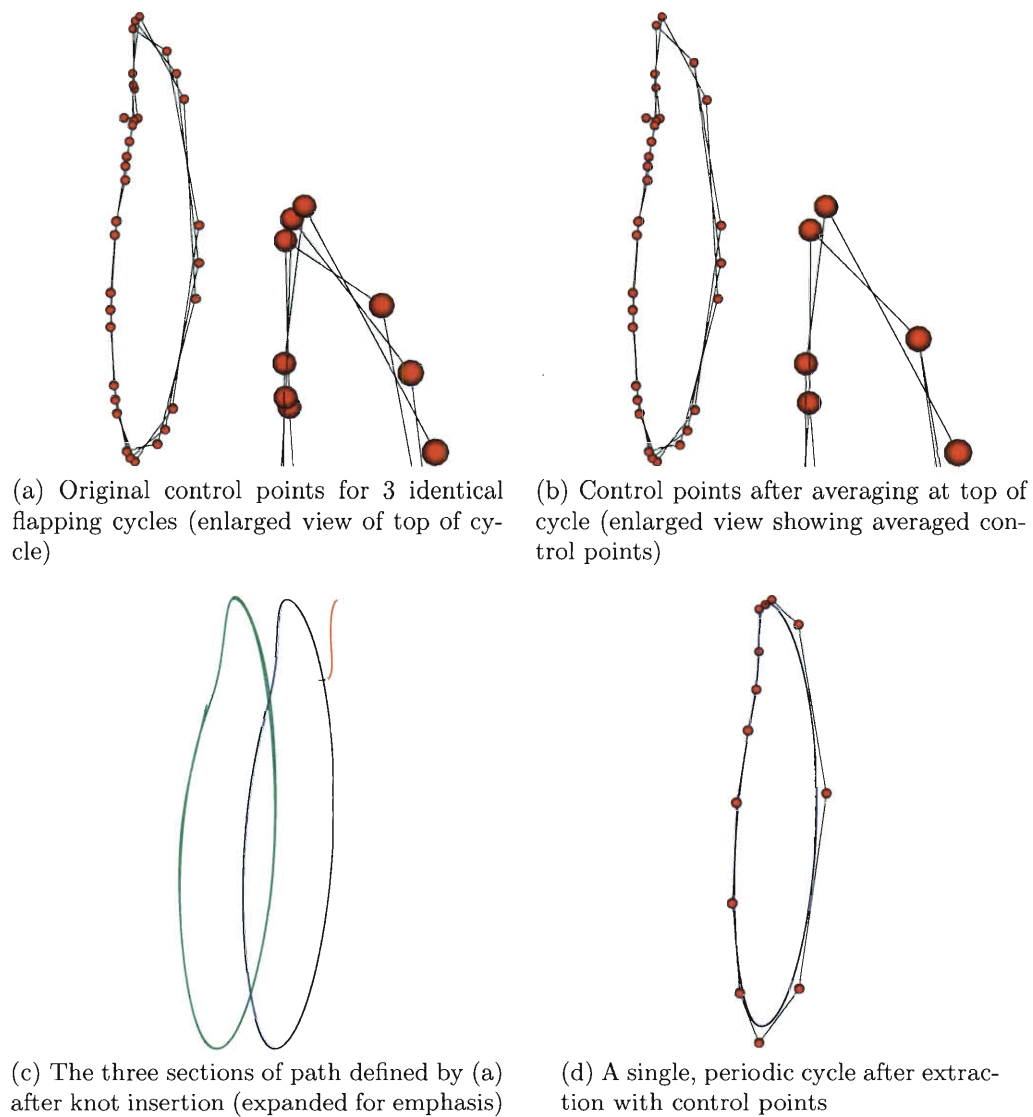 (a) Original control points for 3 identical
flapping cycles (enlarged view of top of cy-
cle)
(b) Control points after averaging at top of
cycle (enlarged view showing averaged con-
trol points)
(c) The three sections of path defined by (a)
after knot insertion (expanded for emphasis)
(d) A single, periodic cycle after extrac-
tion with control points